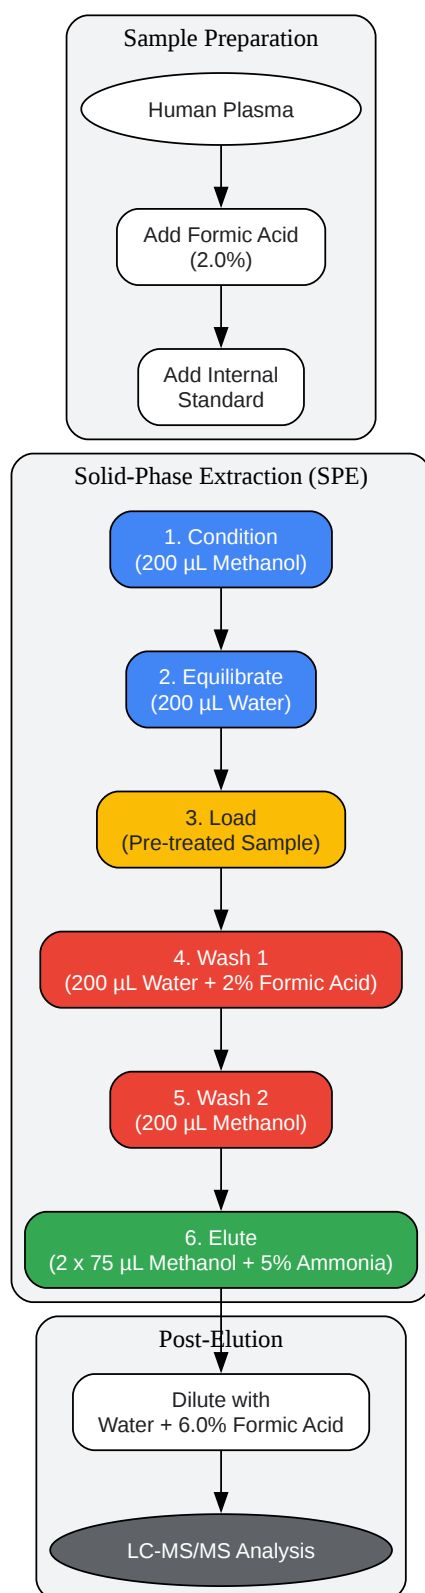 Sample Preparation
Human Plasma
Add Formic Acid
(2.0%)
Add Internal
Standard
Solid-Phase Extraction (SPE)
1. Condition
(200 µL Methanol)
2. Equilibrate
(200 µL Water)
3. Load
(Pre-treated Sample)
4. Wash 1
(200 µL Water + 2% Formic Acid)
5. Wash 2
(200 µL Methanol)
6. Elute
(2 x 75 µL Methanol + 5% Ammonia)
Post-Elution
Dilute with
Water + 6.0% Formic Acid
LC-MS/MS Analysis